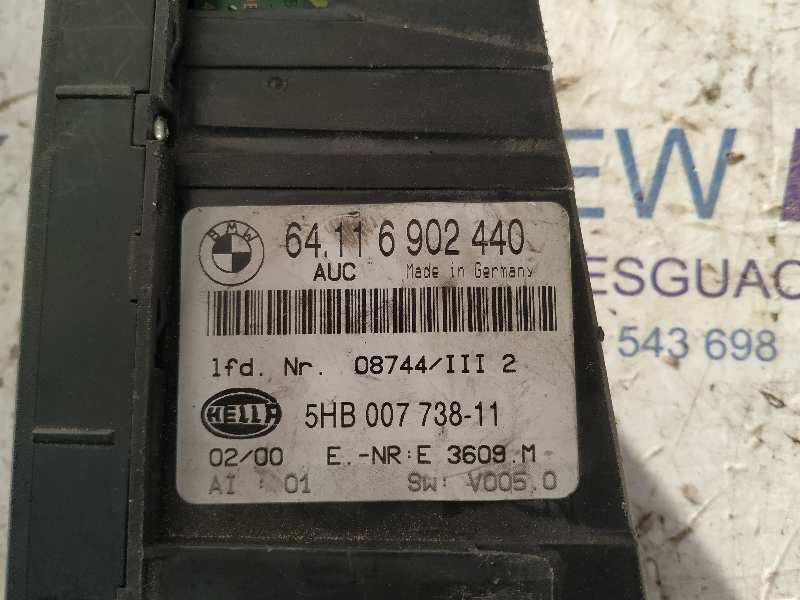 BMW
64.11 6 902 440
AUC Made in Germany
lfd. Nr. 08744/III 2
HELLA
5HB 007 738-11
02/00 E.-NR:E 3609.M
AI : 01 Sw: V005.0
EW
ESGUAC
543 698